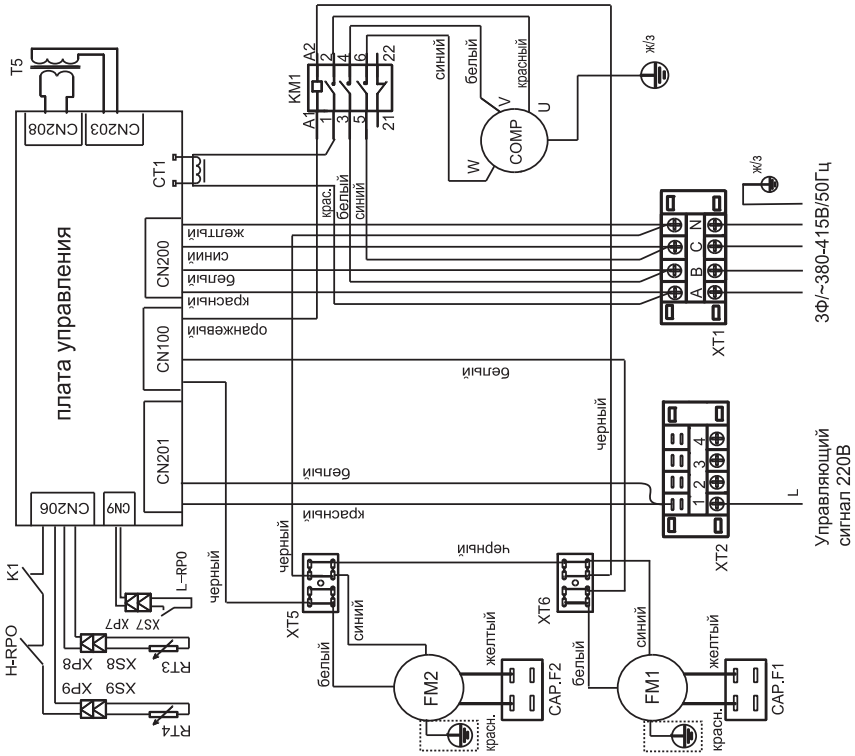 T5
CN208
CN203
плата управления
CT1
CN200
CN100
CN201
CN206
CN9
желтый
синий
белый
красный
оранжевый
белый
красный
черный
черный
белый
черный
черный
крас.
белый
синий
KM1
A1
1
3
5
21
A2
2
4
6
22
синий
белый
красный
COMP
W
V
U
ж/з
ж/з
XT1
A
B
C
N
3Ф/~380-415В/50Гц
XT2
1
2
3
4
L
Управляющий
сигнал 220В
K1
H-RPO
L-RPO
XP7
XS7
XP8
XS8
RT3
XP9
XS9
RT4
XT5
белый
синий
FM2
желтый
красн.
CAP.F2
XT6
белый
синий
FM1
желтый
красн.
CAP.F1